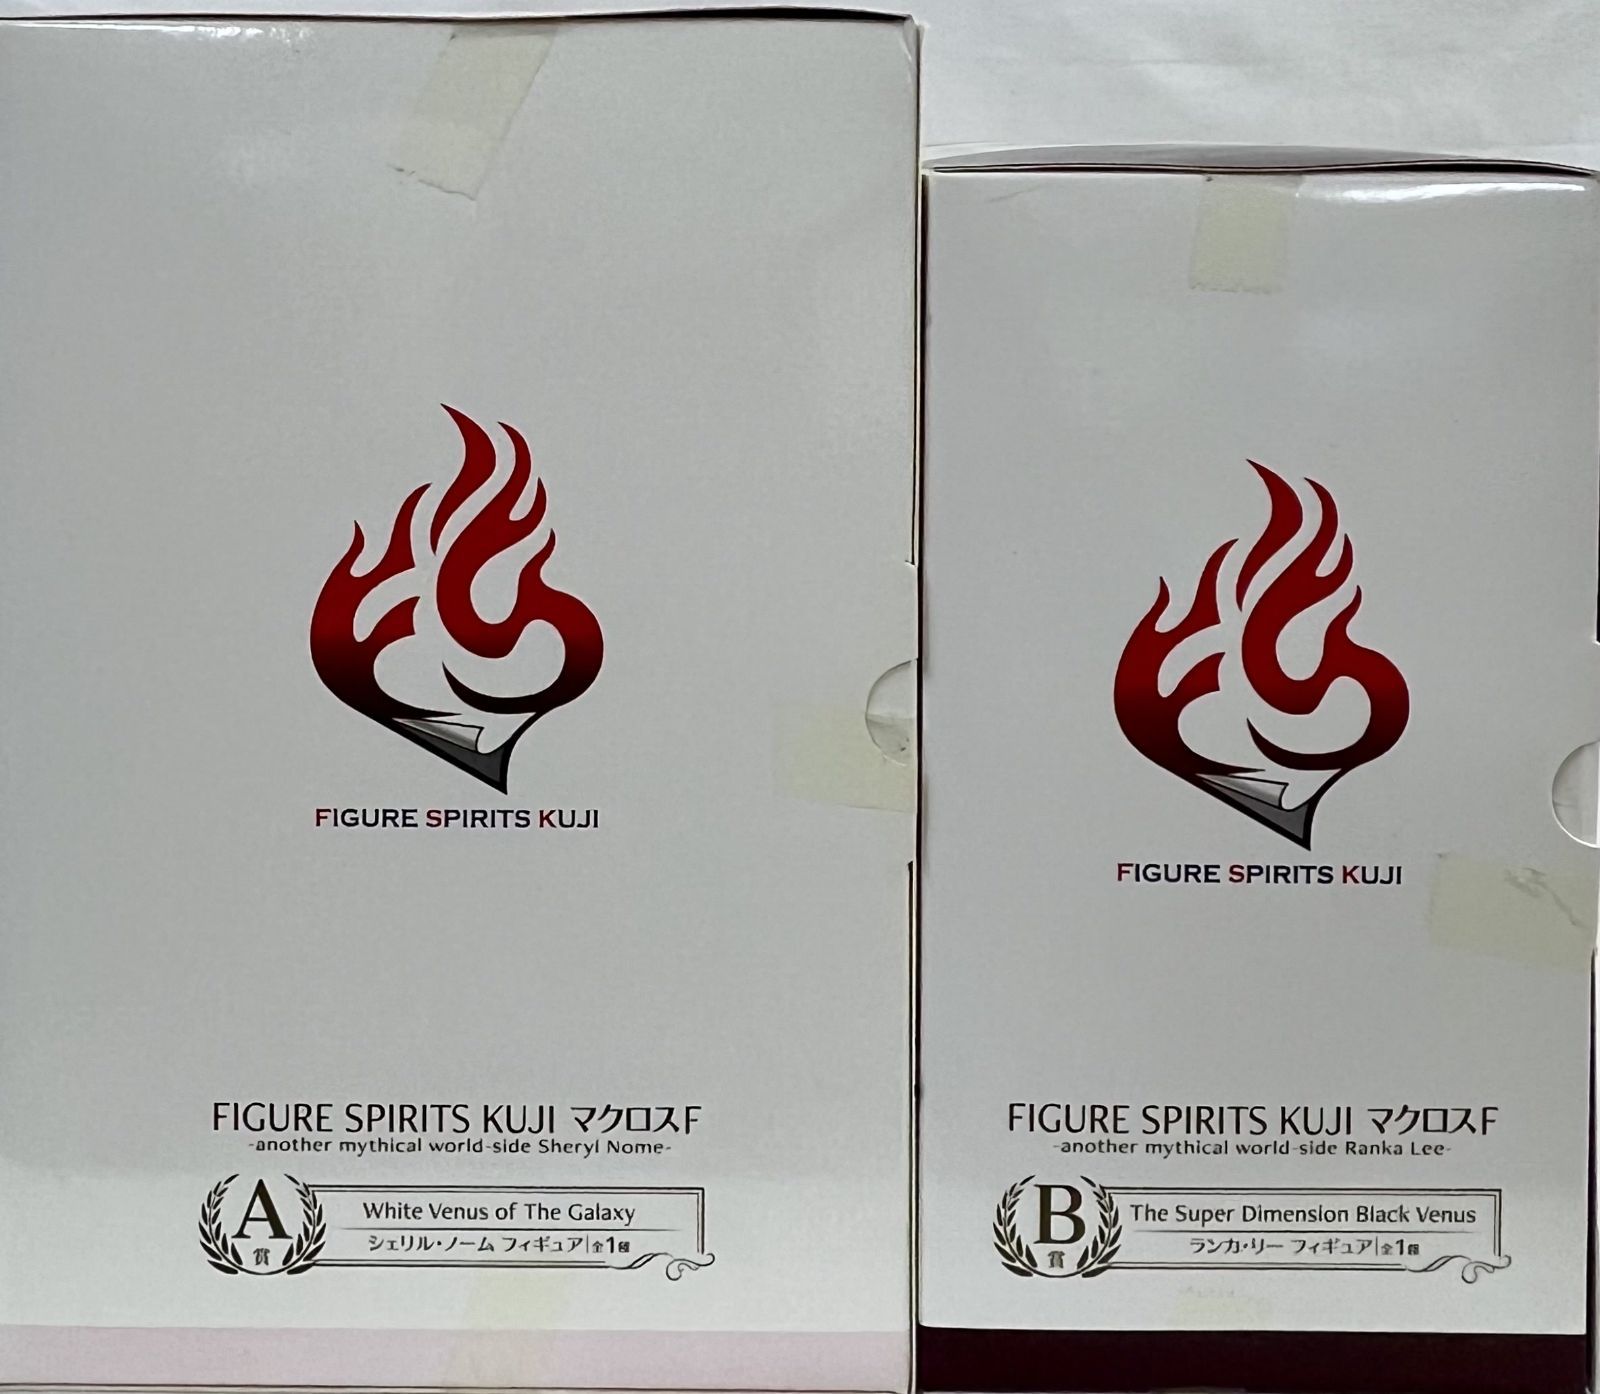 FIGURE SPIRITS KUJI
FIGURE SPIRITS KUJI マクロスF
-another mythical world-side Sheryl Nome-
A
賞
White Venus of The Galaxy
シェリル・ノーム フィギュア|全1種
FIGURE SPIRITS KUJI
FIGURE SPIRITS KUJI マクロスF
-another mythical world-side Ranka Lee-
B
賞
The Super Dimension Black Venus
ランカ・リー フィギュア|全1種